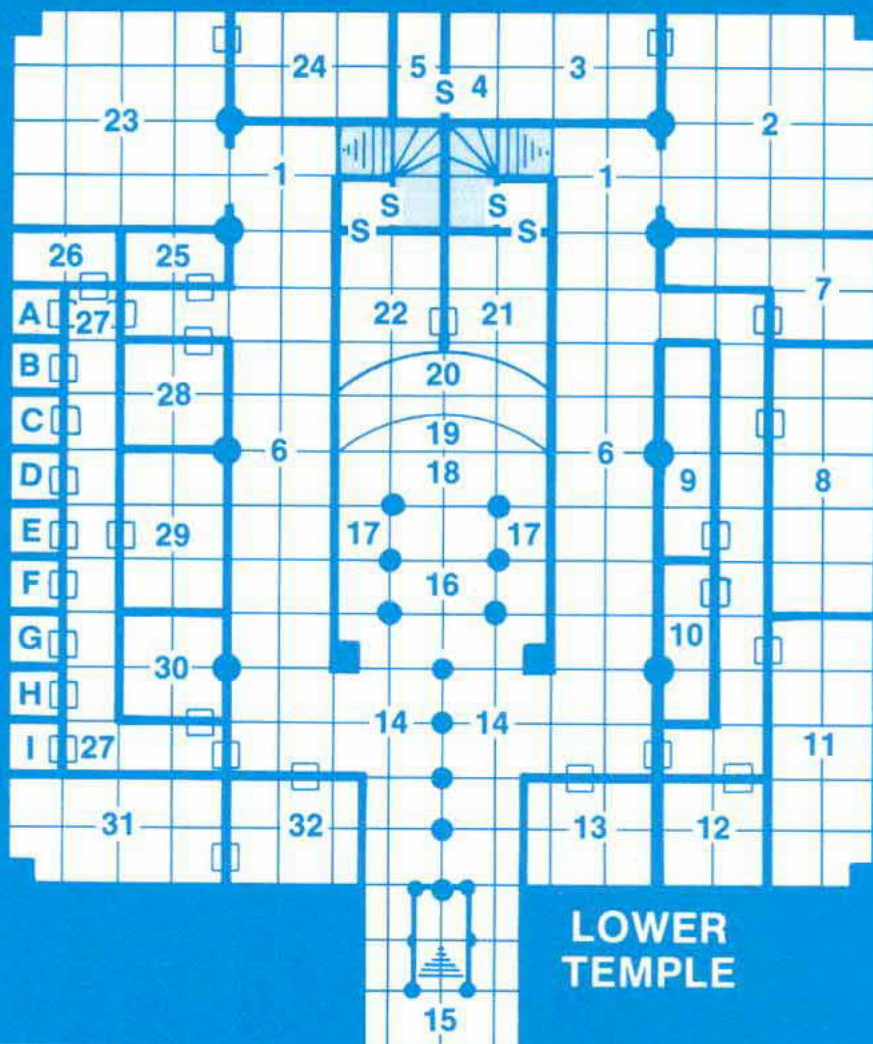 24 5 3
S 4
23 2
1 1
S S
S S
26 25
7
A 27 22 21
B 20
28
C 19
6 6
D 18 9 8
E 29 17 17
F 16
G 10
30
H
14 14
I 27 11
31 32 13 12
LOWER
TEMPLE
15